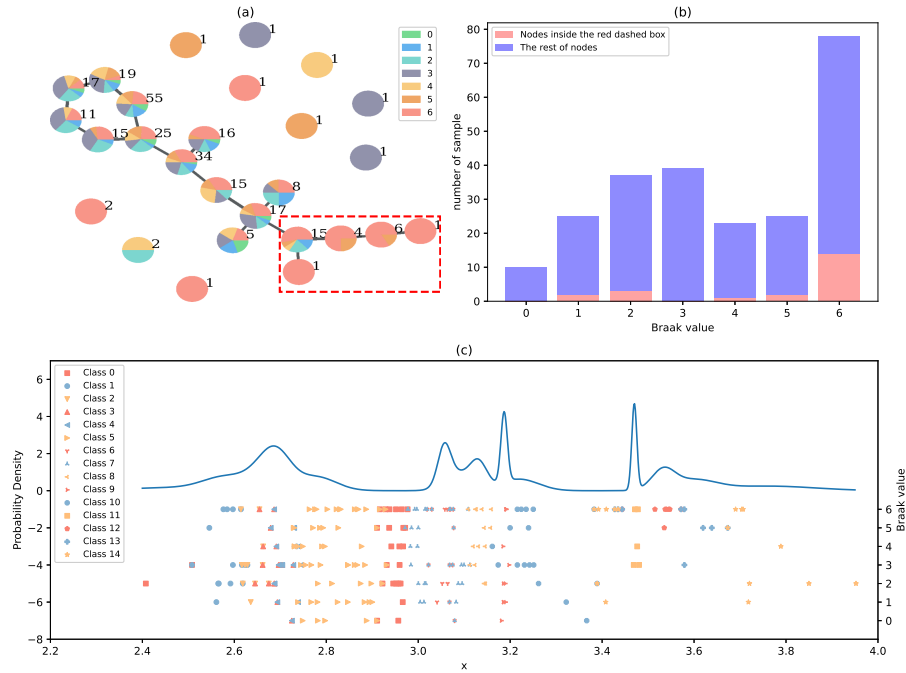 (a)
0
1
2
3
4
5
6
1
1
1
1
1
1
1
17
19
55
11
15
25
16
34
15
8
17
5
2
2
1
15
4
6
1
1
(b)
Nodes inside the red dashed box
The rest of nodes
number of sample
80
70
60
50
40
30
20
10
0
0 1 2 3 4 5 6
Braak value
(c)
Class 0
Class 1
Class 2
Class 3
Class 4
Class 5
Class 6
Class 7
Class 8
Class 9
Class 10
Class 11
Class 12
Class 13
Class 14
Probability Density
6
4
2
0
−2
−4
−6
−8
Braak value
6
5
4
3
2
1
0
2.2 2.4 2.6 2.8 3.0 3.2 3.4 3.6 3.8 4.0
x